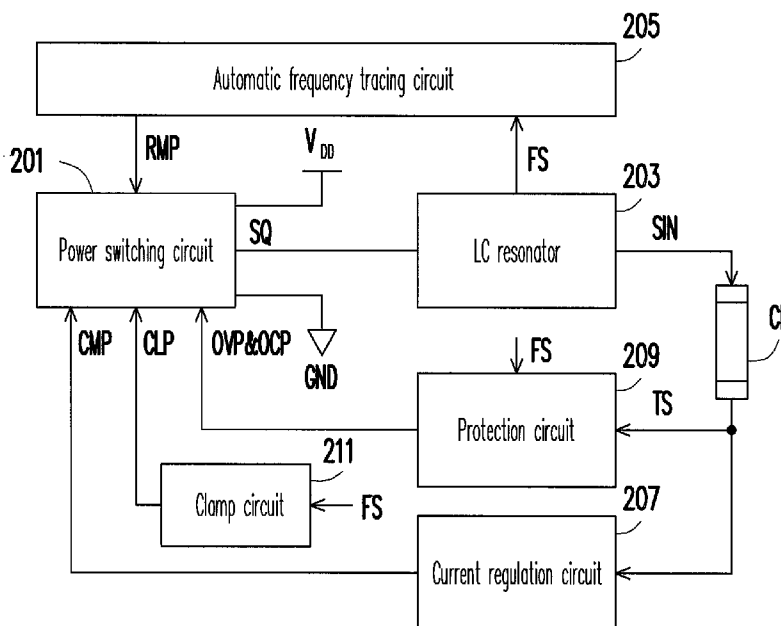 205
Automatic frequency tracing circuit
RMP
V DD
FS
201
203
Power switching circuit
SQ
LC resonator
SIN
CMP
CLP
OVP&OCP
GND
FS
209
TS
Protection circuit
211
Clamp circuit
FS
207
Current regulation circuit